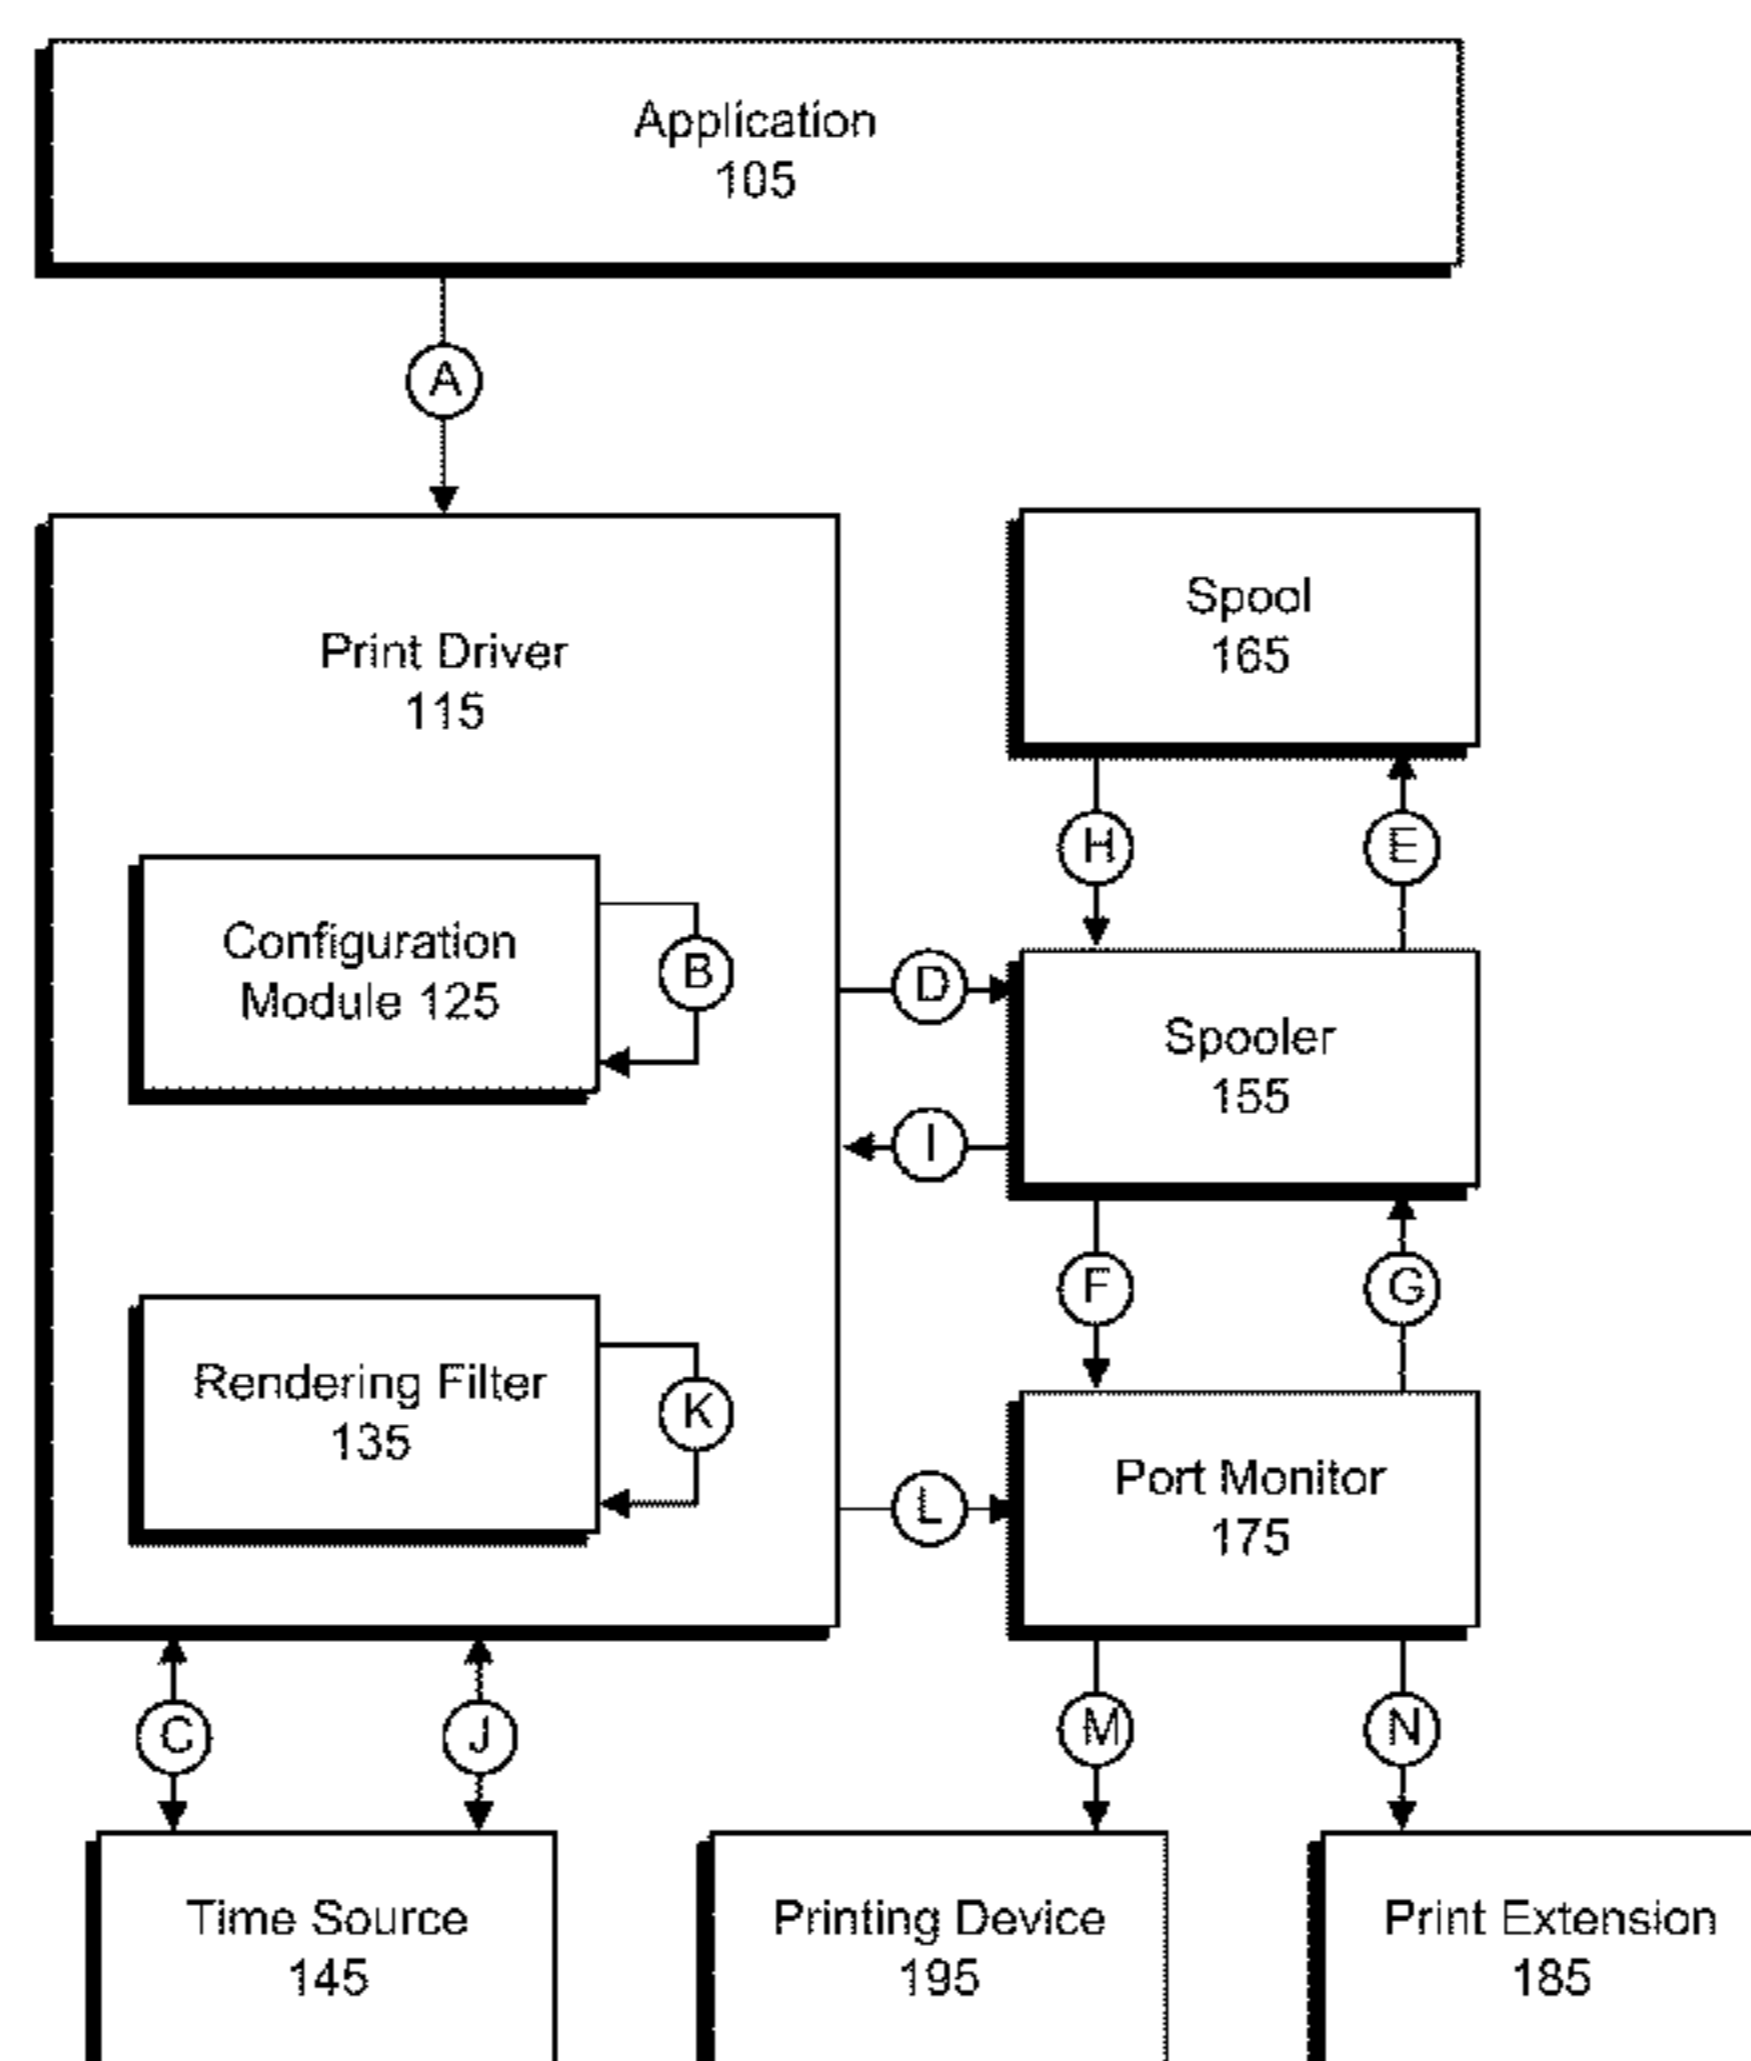 Application
105
A
Print Driver
115
Spool
165
H
E
Configuration
Module 125
B
D
Spooler
155
I
F
G
Rendering Filter
135
K
L
Port Monitor
175
C
J
M
N
Time Source
145
Printing Device
195
Print Extension
185